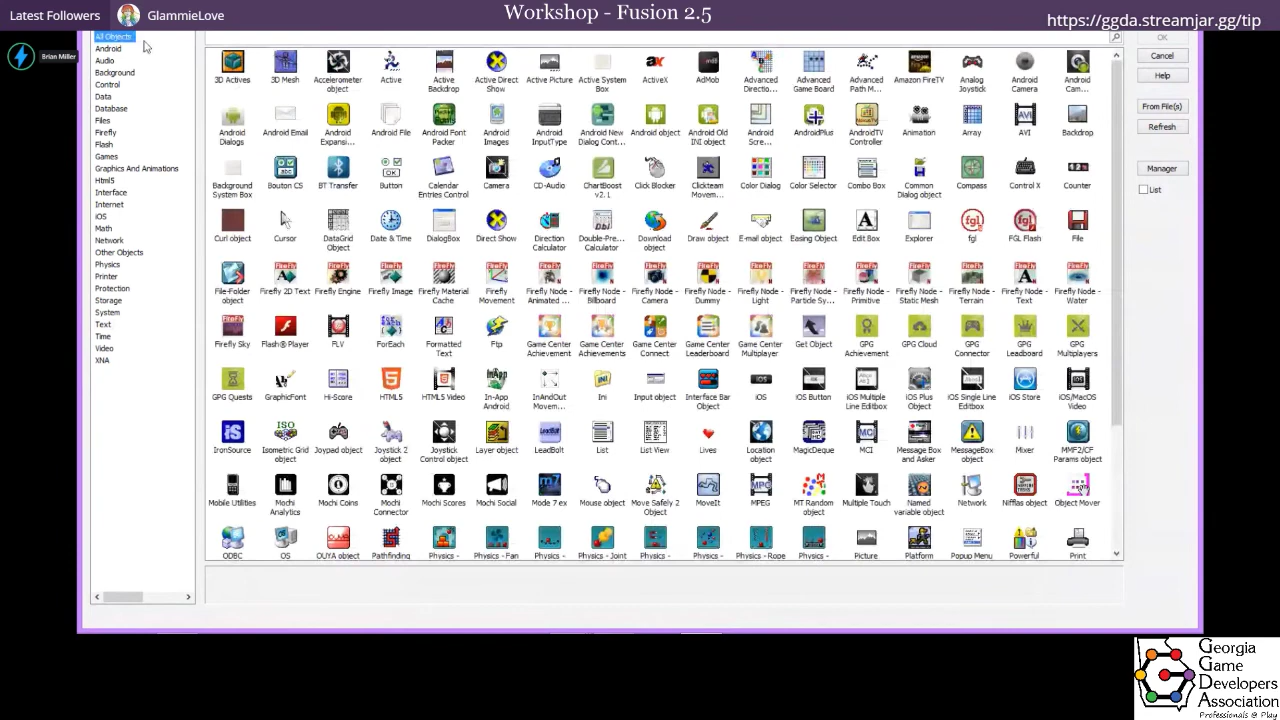 Latest Followers
GlammieLove
Workshop - Fusion 2.5
https://ggda.streamjar.gg/tip
Brian Miller
All Objects
Android
Audio
Background
Control
Data
Database
Files
Firefly
Flash
Games
Graphics And Animations
Html5
Interface
Internet
iOS
Math
Network
Other Objects
Physics
Printer
Protection
Storage
System
Text
Time
Video
XNA
3D Actives
3D Mesh
Accelerometer object
Active
Active Backdrop
Active Direct Show
Active Picture
Active System Box
ActiveX
AdMob
Advanced Directio...
Advanced Game Board
Advanced Path M...
Amazon FireTV
Analog Joystick
Android Camera
Android Cam...
Android Dialogs
Android Email
Android Expansi...
Android File
Android Font Packer
Android Images
Android InputType
Android New Dialog Cont...
Android object
Android Old INI object
Android Scre...
AndroidPlus
AndroidTV Controller
Animation
Array
AVI
Backdrop
Background System Box
Bouton CS
BT Transfer
Button
Calendar Entries Control
Camera
CD-Audio
ChartBoost v2.1
Click Blocker
Clickteam Movem...
Color Dialog
Color Selector
Combo Box
Common Dialog object
Compass
Control X
Counter
Curl object
Cursor
DataGrid Object
Date & Time
DialogBox
Direct Show
Direction Calculator
Double-Pre... Calculator
Download object
Draw object
E-mail object
Easing Object
Edit Box
Explorer
fgl
FGL Flash
File
File-Folder object
Firefly 2D Text
Firefly Engine
Firefly Image
Firefly Material Cache
Firefly Movement
Firefly Node - Animated ...
Firefly Node - Billboard
Firefly Node - Camera
Firefly Node - Dummy
Firefly Node - Light
Firefly Node - Particle Sy...
Firefly Node - Primitive
Firefly Node - Static Mesh
Firefly Node - Terrain
Firefly Node - Text
Firefly Node - Water
Firefly Sky
Flash® Player
FLV
ForEach
Formatted Text
Ftp
Game Center Achievement
Game Center Achievements
Game Center Connect
Game Center Leaderboard
Game Center Multiplayer
Get Object
GPG Achievement
GPG Cloud
GPG Connector
GPG Leadboard
GPG Multiplayers
GPG Quests
GraphicFont
Hi-Score
HTML5
HTML5 Video
In-App Android
InAndOut Movem...
Ini
Input object
Interface Bar Object
iOS
iOS Button
iOS Multiple Line Editbox
iOS Plus Object
iOS Single Line Editbox
iOS Store
iOS/MacOS Video
IronSource
Isometric Grid object
Joypad object
Joystick 2 object
Joystick Control object
Layer object
LeadBolt
List
List View
Lives
Location object
MagicDeque
MCI
Message Box and Asker
MessageBox object
Mixer
MMF2/CF Params object
Mobile Utilities
Mochi Analytics
Mochi Coins
Mochi Connector
Mochi Scores
Mochi Social
Mode 7 ex
Mouse object
Move Safely 2 Object
MoveIt
MPEG
MT Random object
Multiple Touch
Named variable object
Network
Nifflas object
Object Mover
ODBC
OS
OUYA object
Pathfinding
Physics -
Physics - Fan
Physics -
Physics - Joint
Physics -
Physics -
Physics - Rope
Physics -
Picture
Platform
Popup Menu
Powerful
Print
OK
Cancel
Help
From File(s)
Refresh
Manager
List
Georgia
Game
Developers
Association
Professionals @ Play